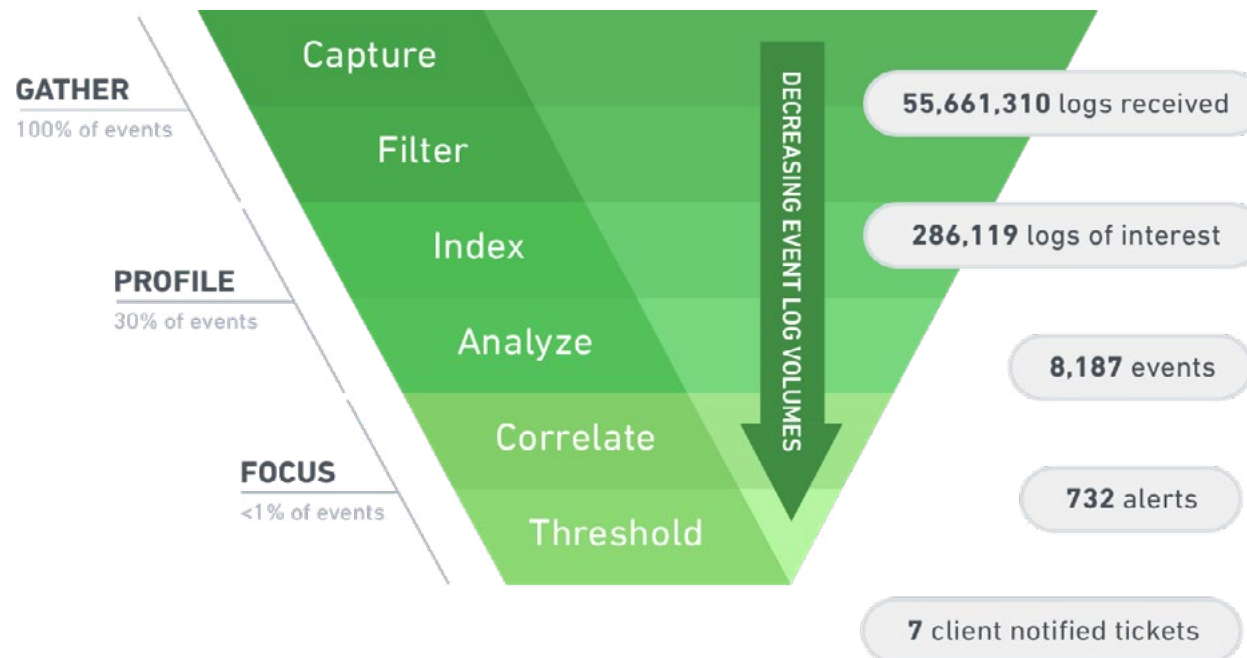 Capture
GATHER
100% of events
Filter
Index
PROFILE
30% of events
Analyze
Correlate
FOCUS
<1% of events
Threshold
DECREASING EVENT LOG VOLUMES
55,661,310 logs received
286,119 logs of interest
8,187 events
732 alerts
7 client notified tickets